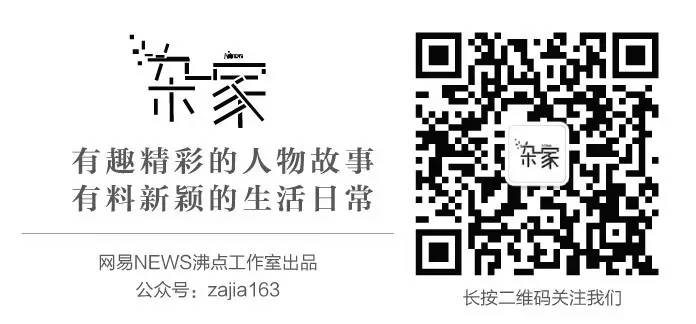 杂家
有趣精彩的人物故事
有料新颖的生活日常
网易NEWS沸点工作室出品
公众号：zajia163
杂家
长按二维码关注我们